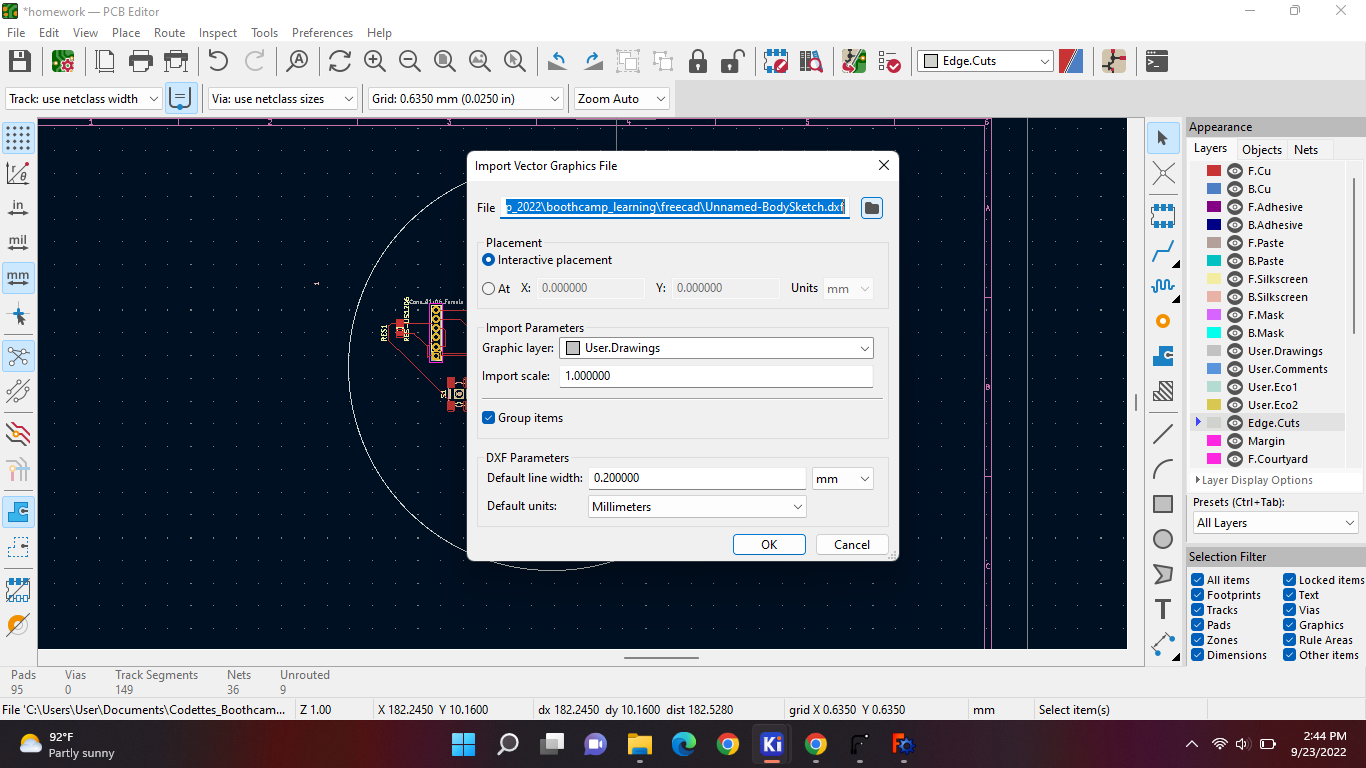 *homework — PCB Editor
File Edit View Place Route Inspect Tools Preferences Help
Edge.Cuts
Track: use netclass width Via: use netclass sizes Grid: 0.6350 mm (0.0250 in) Zoom Auto
1 2 3 4 5 6
in
mil
mm
A
B
C
1
Conn_01x06_Female
RES1
RES-US1206
S1
Import Vector Graphics File
File p_2022\boothcamp_learning\freecad\Unnamed-BodySketch.dxf
Placement
Interactive placement
At X: 0.000000 Y: 0.000000 Units mm
Import Parameters
Graphic layer: User.Drawings
Import scale: 1.000000
Group items
DXF Parameters
Default line width: 0.200000 mm
Default units: Millimeters
OK Cancel
Appearance
Layers Objects Nets
F.Cu
B.Cu
F.Adhesive
B.Adhesive
F.Paste
B.Paste
F.Silkscreen
B.Silkscreen
F.Mask
B.Mask
User.Drawings
User.Comments
User.Eco1
User.Eco2
Edge.Cuts
Margin
F.Courtyard
Layer Display Options
Presets (Ctrl+Tab):
All Layers
Selection Filter
All items Locked items
Footprints Text
Tracks Vias
Pads Graphics
Zones Rule Areas
Dimensions Other items
Pads Vias Track Segments Nets Unrouted
95 0 149 36 9
File 'C:\Users\User\Documents\Codettes_Boothcam... Z 1.00 X 182.2450 Y 10.1600 dx 182.2450 dy 10.1600 dist 182.5280 grid X 0.6350 Y 0.6350 mm Select item(s)
92°F
Partly sunny
Ki
2:44 PM
9/23/2022